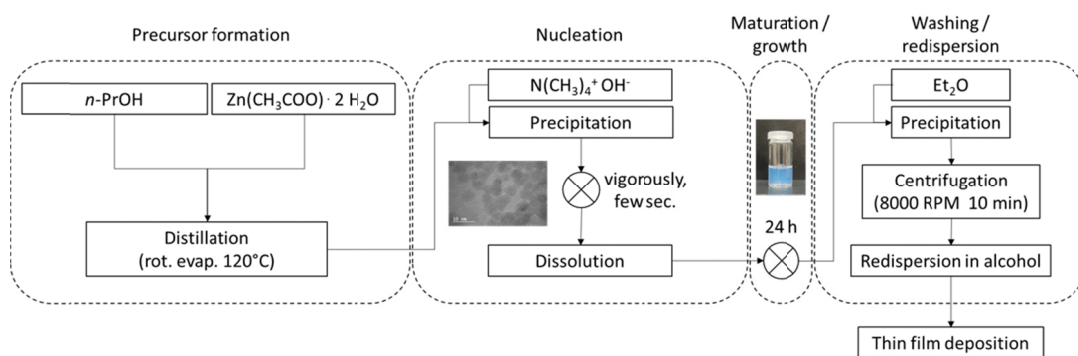 Precursor formation
n-PrOH
Zn(CH₃COO) · 2 H₂O
Distillation
(rot. evap. 120°C)
Nucleation
N(CH₃)₄⁺ OH⁻
Precipitation
vigorously,
few sec.
Dissolution
Maturation /
growth
24 h
Washing /
redispersion
Et₂O
Precipitation
Centrifugation
(8000 RPM 10 min)
Redispersion in alcohol
Thin film deposition